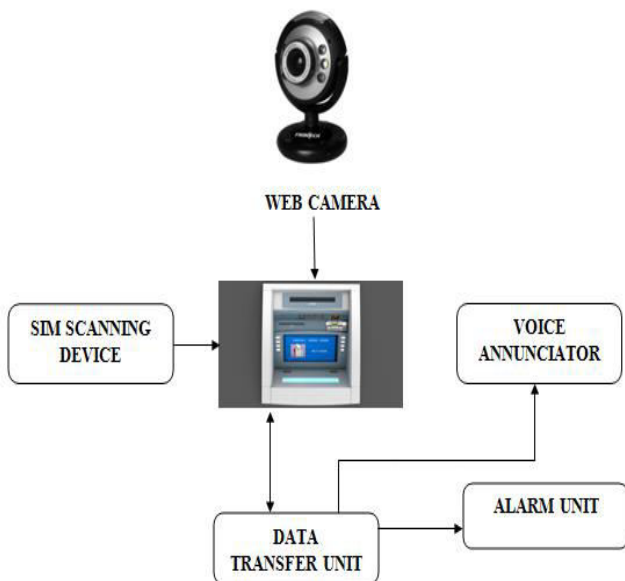 WEB CAMERA
SIM SCANNING
DEVICE
VOICE
ANNUNCIATOR
ALARM UNIT
DATA
TRANSFER UNIT